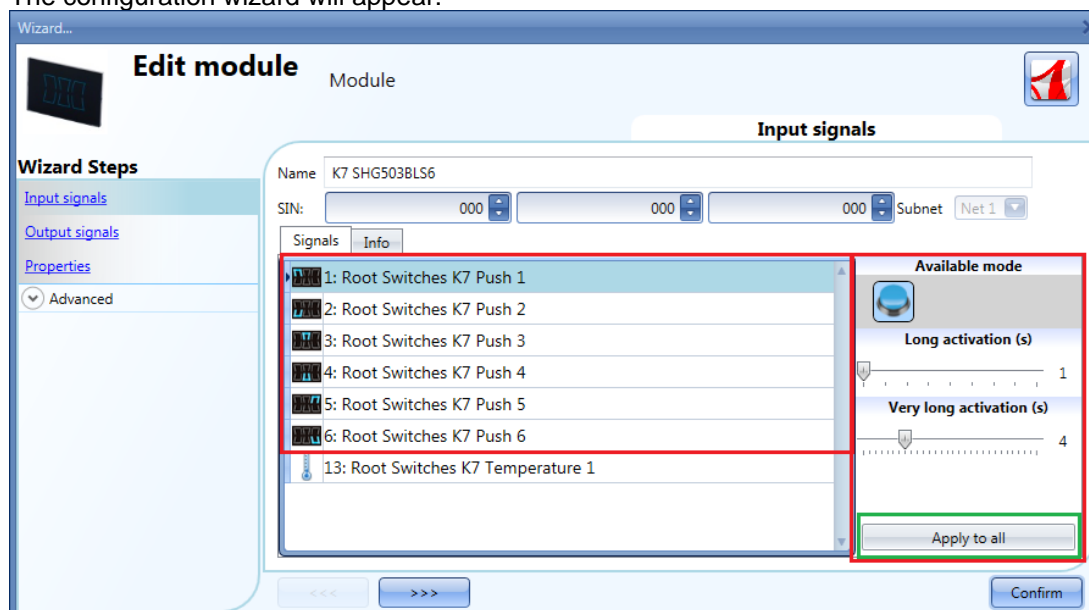 The configuration wizard will appear.
Wizard...
Edit module
Module
Input signals
Wizard Steps
Input signals
Output signals
Properties
Advanced
Name K7 SHG503BLS6
SIN: 000 000 000 Subnet Net 1
Signals Info
1: Root Switches K7 Push 1
2: Root Switches K7 Push 2
3: Root Switches K7 Push 3
4: Root Switches K7 Push 4
5: Root Switches K7 Push 5
6: Root Switches K7 Push 6
13: Root Switches K7 Temperature 1
Available mode
Long activation (s)
1
Very long activation (s)
4
Apply to all
<<< >>> Confirm